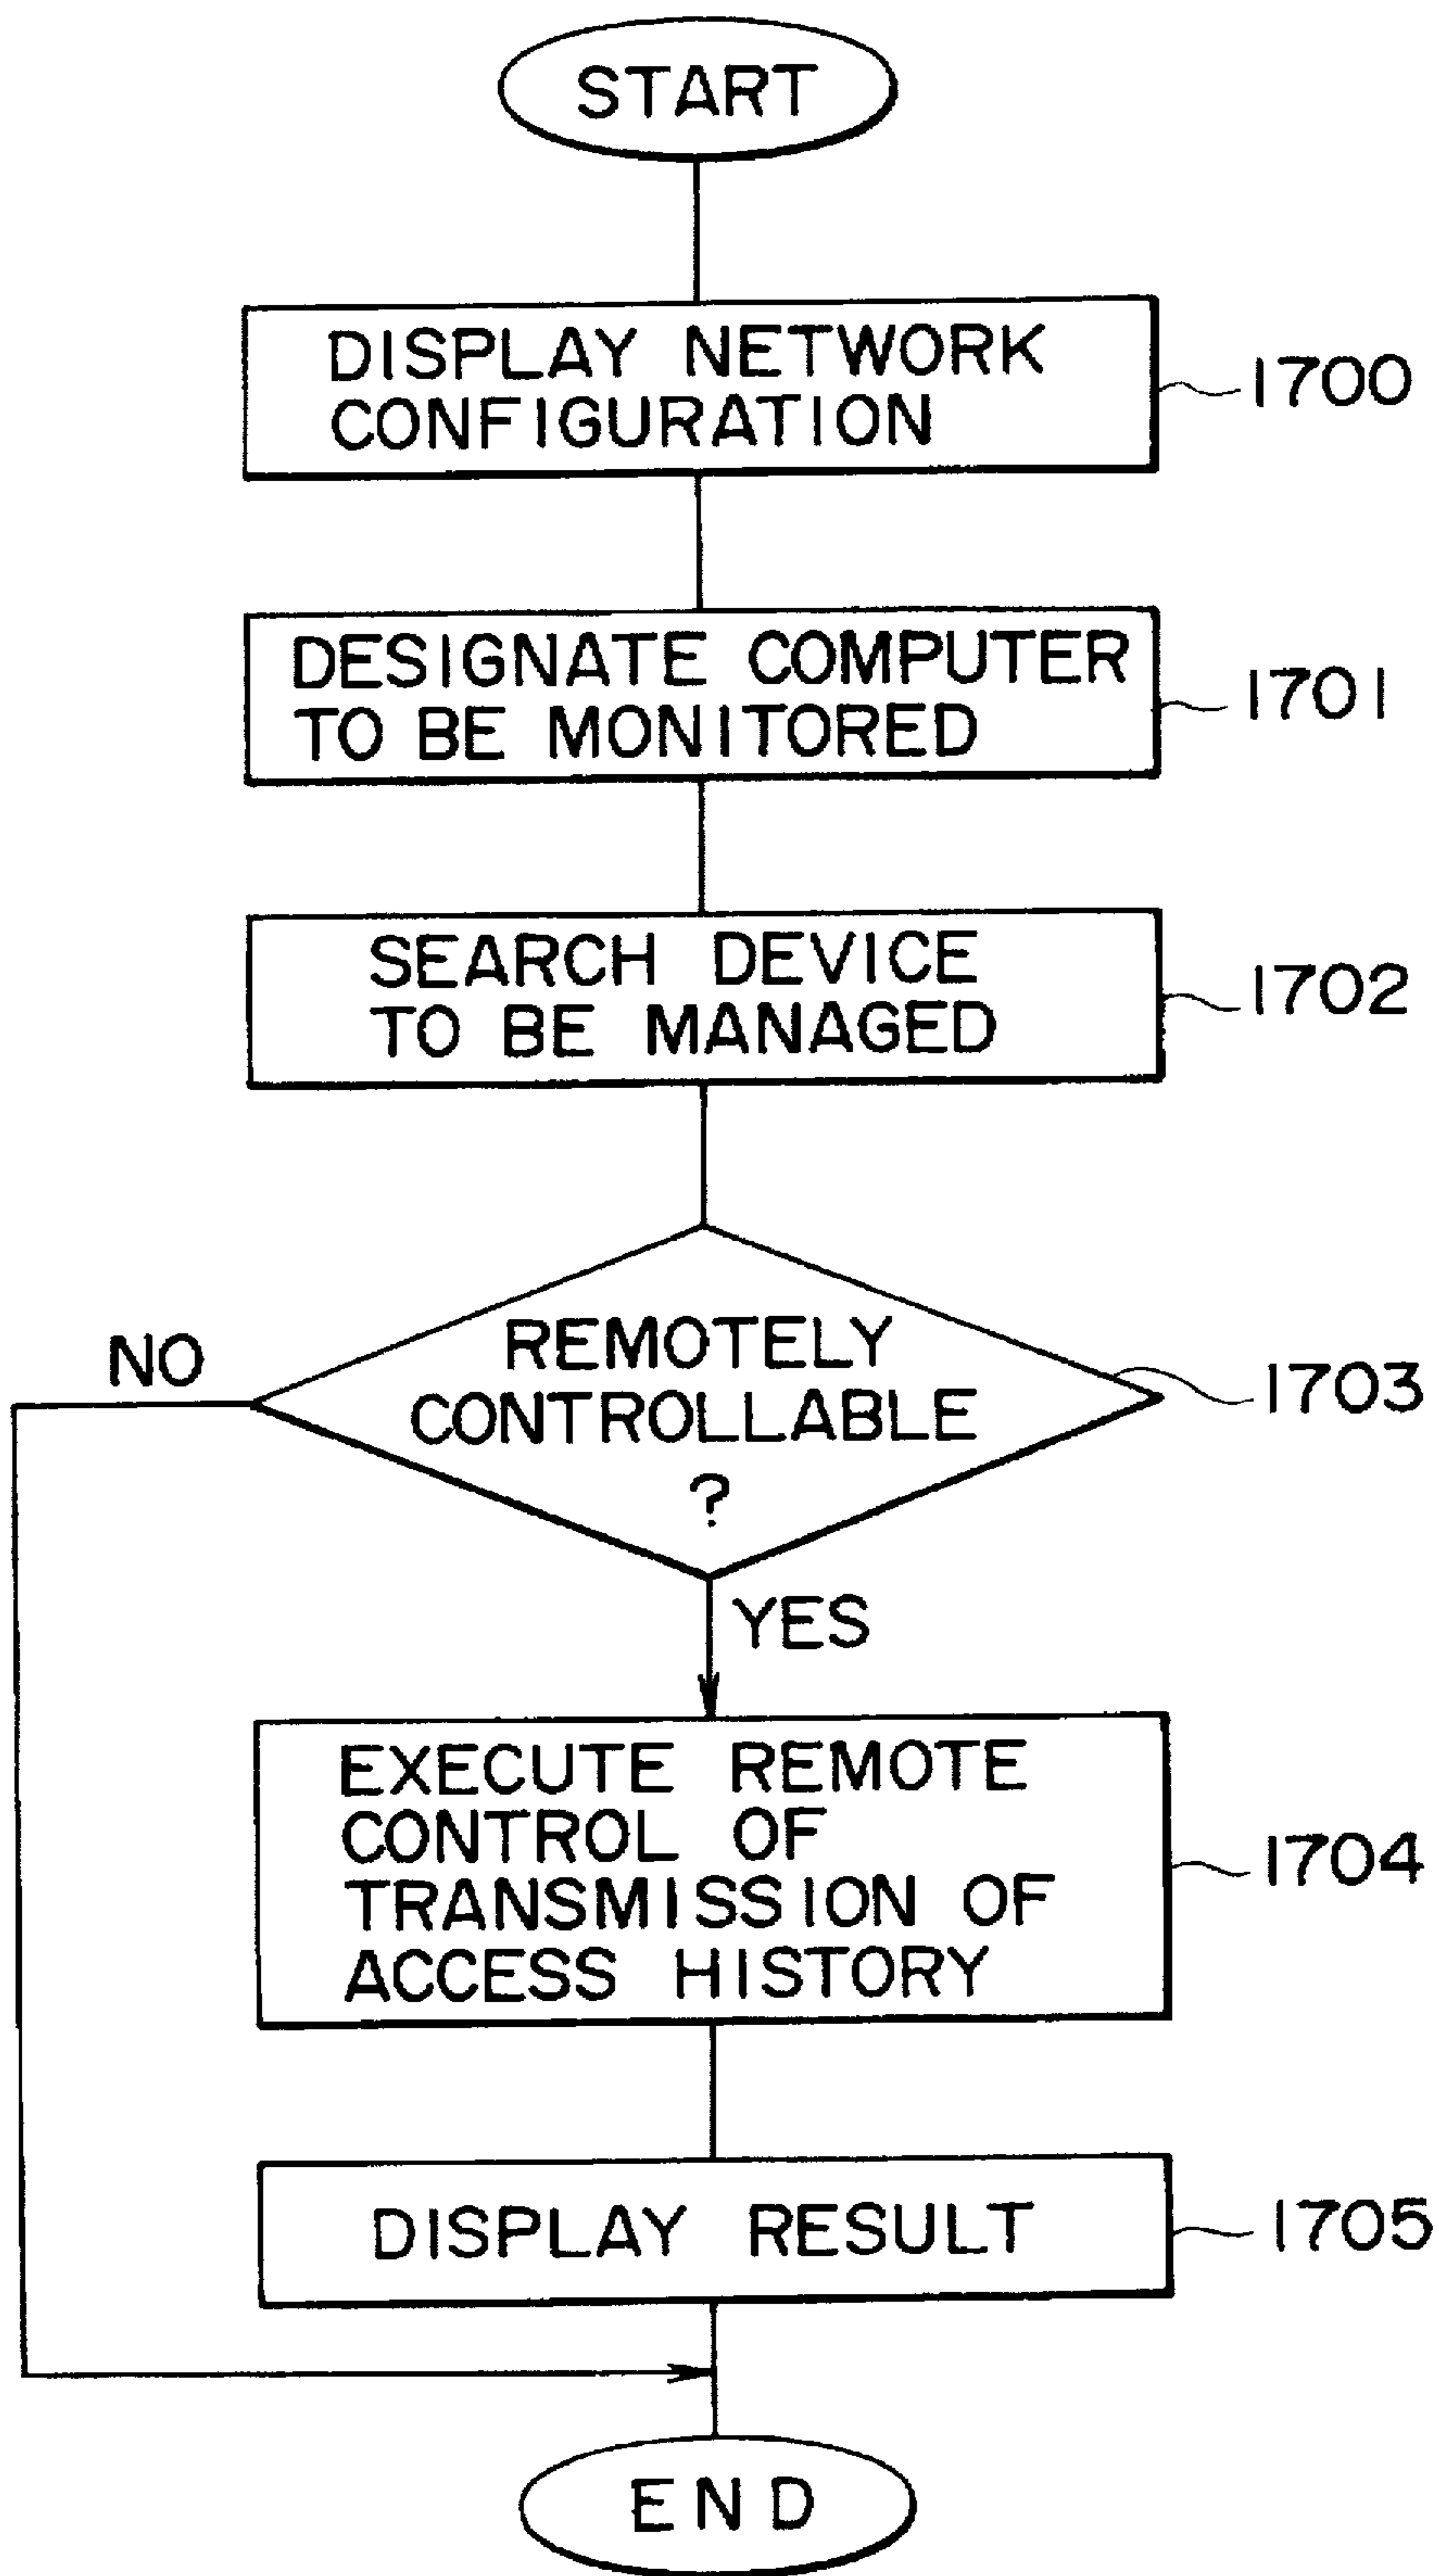 START
DISPLAY NETWORK
CONFIGURATION
1700
DESIGNATE COMPUTER
TO BE MONITORED
1701
SEARCH DEVICE
TO BE MANAGED
1702
REMOTELY
CONTROLLABLE
?
NO
1703
YES
EXECUTE REMOTE
CONTROL OF
TRANSMISSION OF
ACCESS HISTORY
1704
DISPLAY RESULT
1705
END